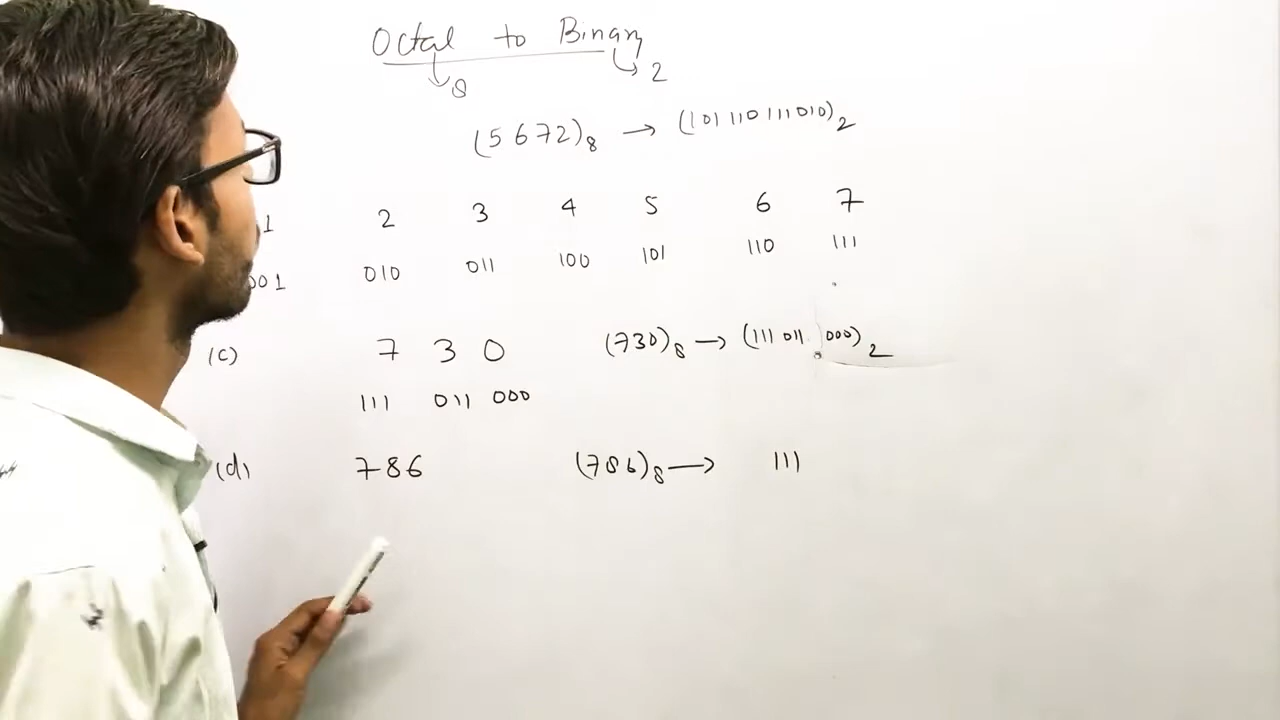 Octal to Binary
8 2
(5672)8 → (101110111010)2
1 2 3 4 5 6 7
001 010 011 100 101 110 111
(c) 7 3 0 (730)8 → (111 011 000)2
111 011 000
(d) 786 (786)8 → 111